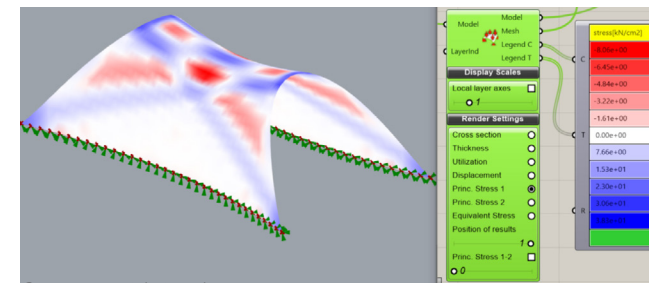 Model
LayerInd
Model
Mesh
Legend C
Legend T
Display Scales
Local layer axes
1
Render Settings
Cross section
Thickness
Utilization
Displacement
Princ. Stress 1
Princ. Stress 2
Equivalent Stress
Position of results
1
Princ. Stress 1-2
0
C
T
R
stress[kN/cm2]
-6.45e+00
-4.84e+00
-3.22e+00
-1.61e+00
0.00e+00
7.66e+00
1.53e+01
2.30e+01
3.06e+01